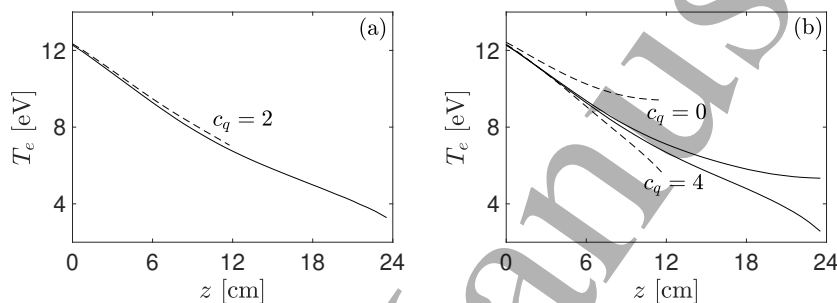 (a)
12
8
4
T_e [eV]
c_q = 2
0 6 12 18 24
z [cm]
(b)
12
8
4
T_e [eV]
c_q = 0
c_q = 4
0 6 12 18 24
z [cm]
anus